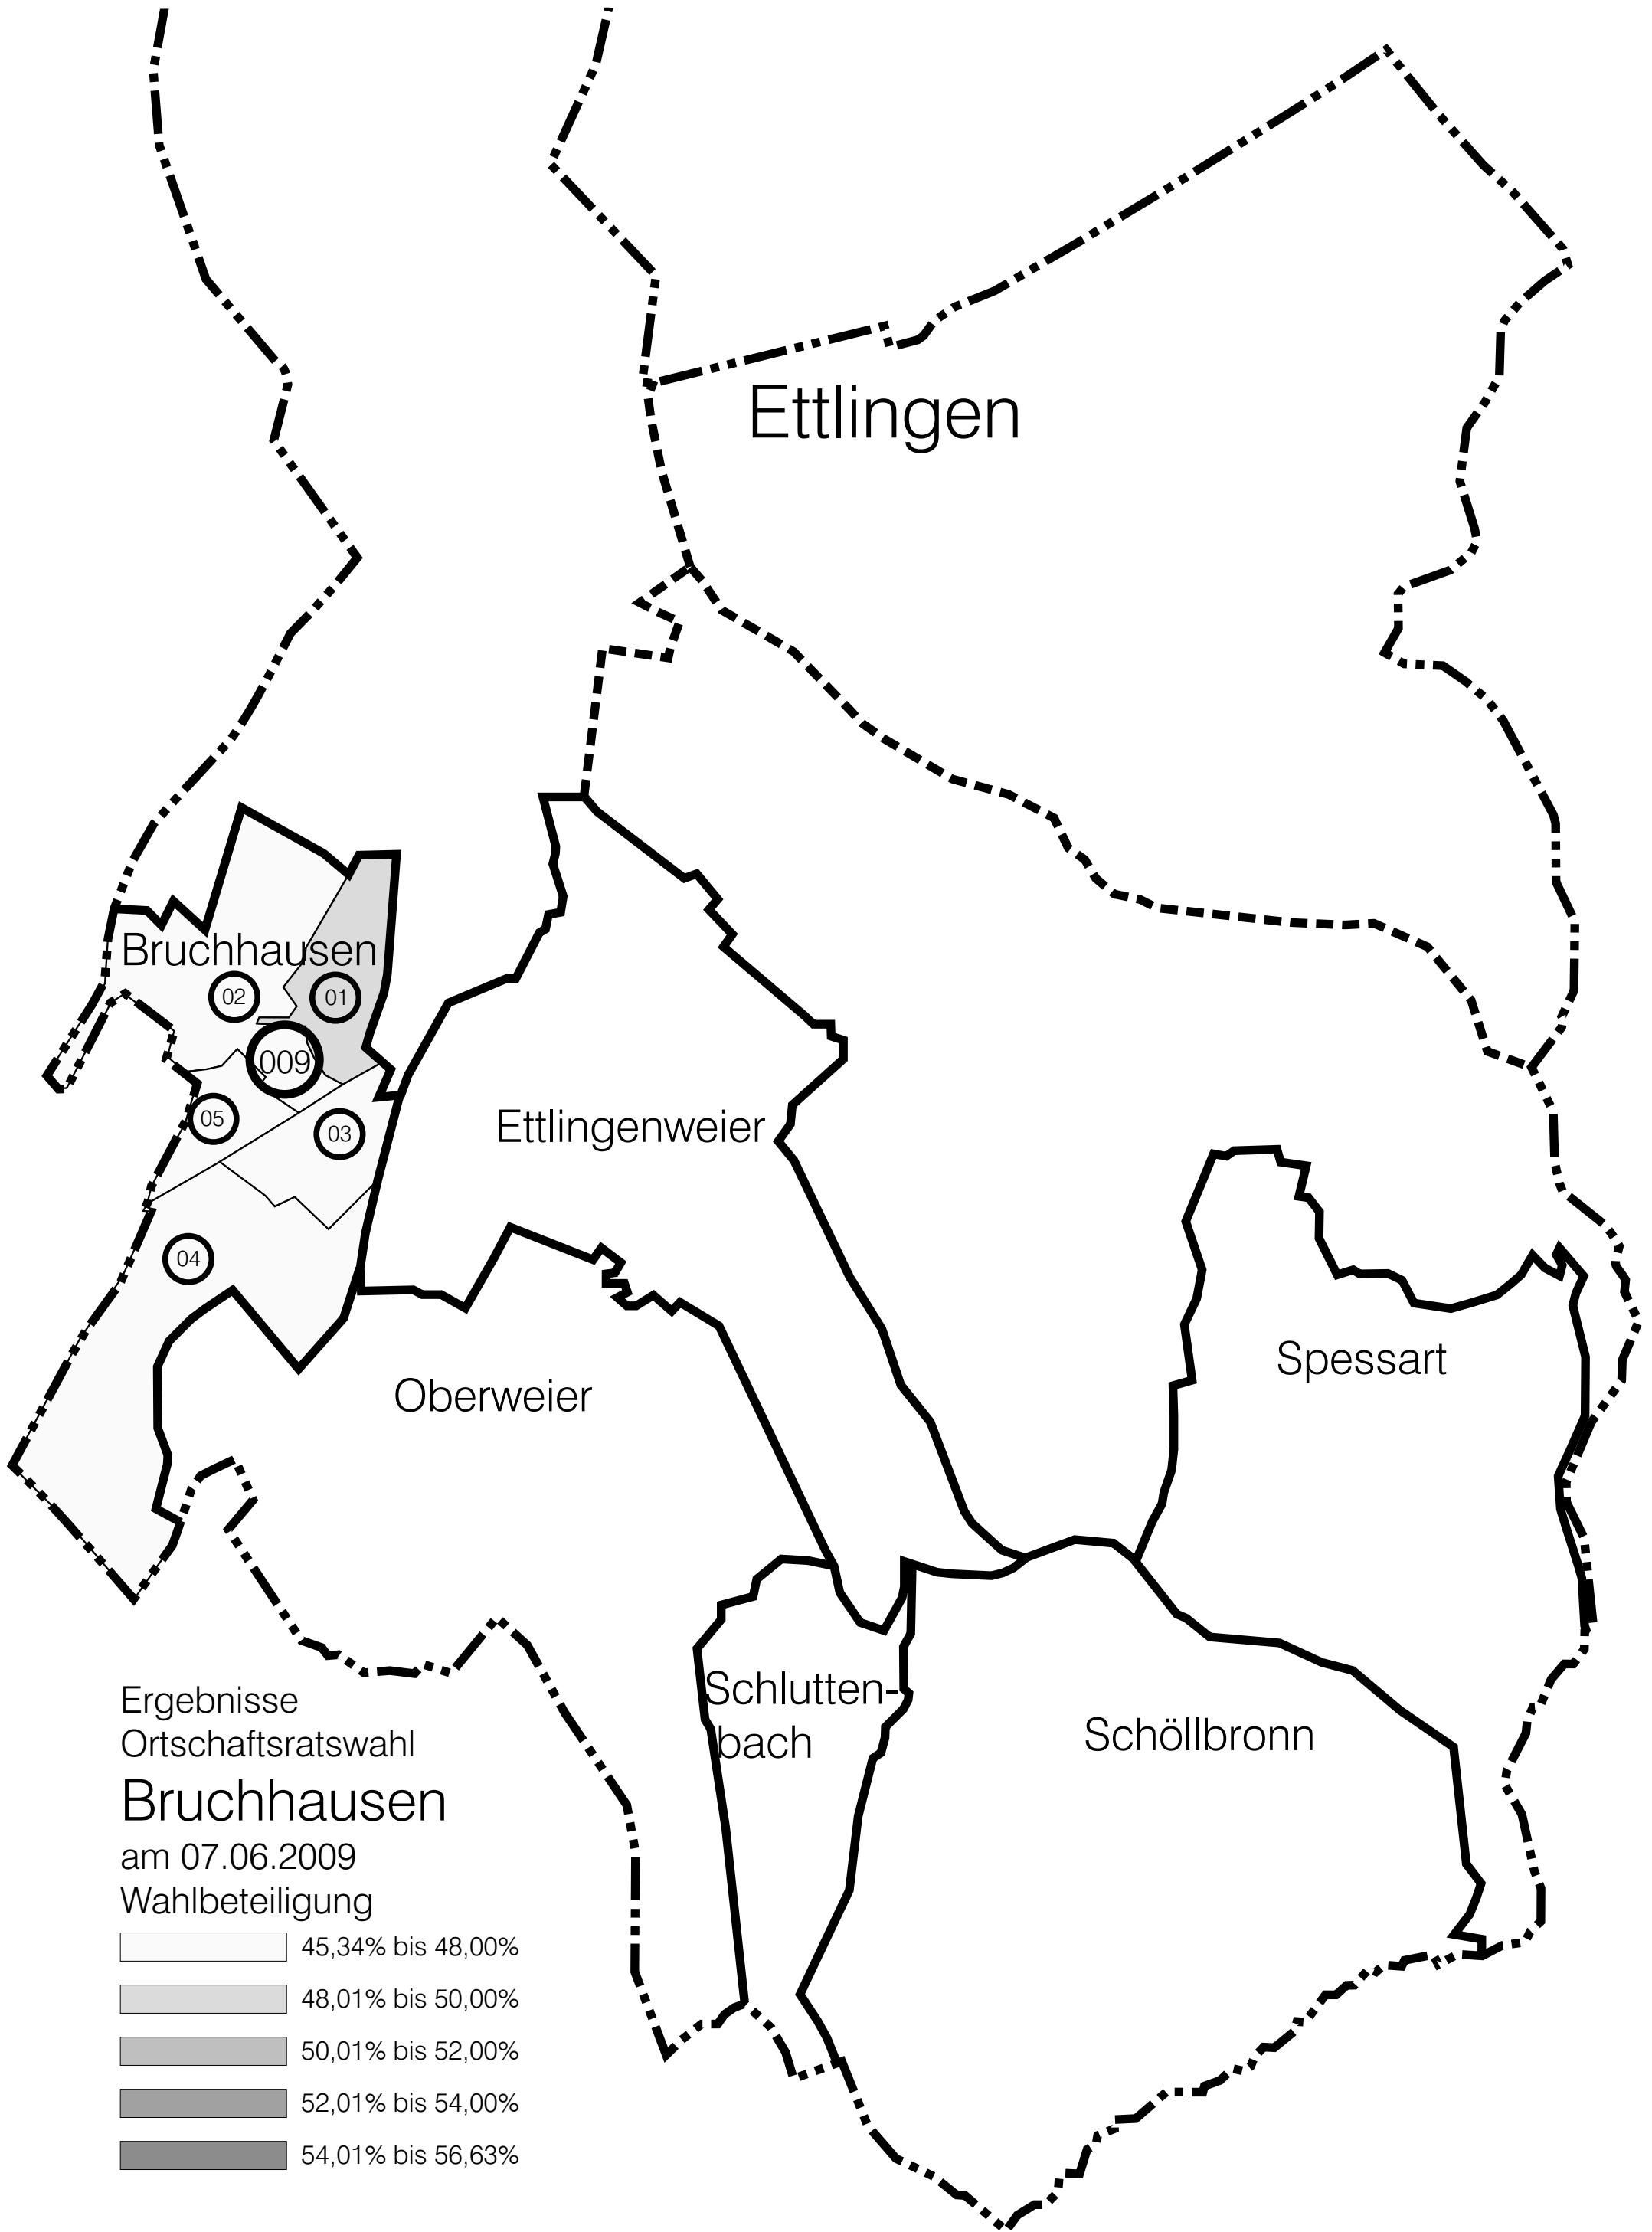 Ettlingen
Bruchhausen
02
01
009
05
03
04
Ettlingenweier
Oberweier
Spessart
Schlutten-
bach
Schöllbronn
Ergebnisse
Ortschaftsratswahl
Bruchhausen
am 07.06.2009
Wahlbeteiligung
45,34% bis 48,00%
48,01% bis 50,00%
50,01% bis 52,00%
52,01% bis 54,00%
54,01% bis 56,63%